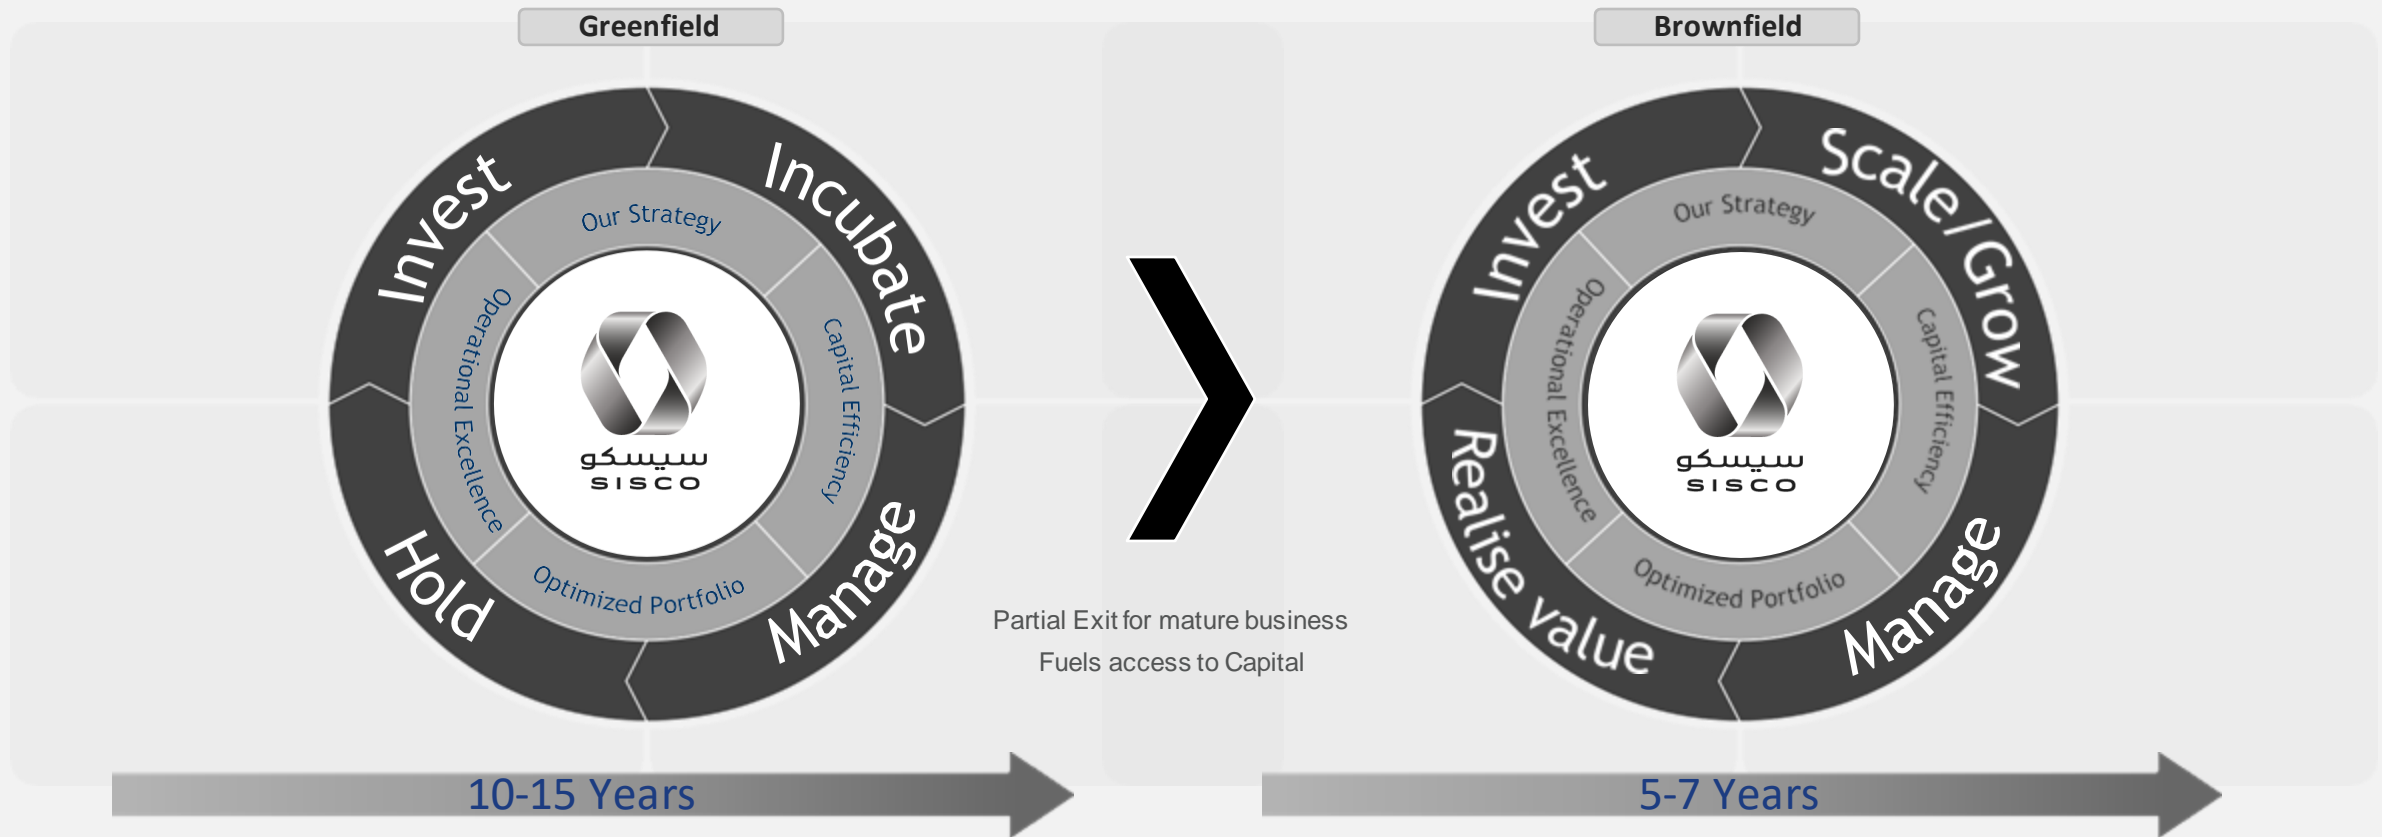 Greenfield
Invest
Incubate
Manage
Hold
Our Strategy
Capital Efficiency
Optimized Portfolio
Operational Excellence
سيسكو
SISCO
Partial Exit for mature business
Fuels access to Capital
Brownfield
Invest
Scale/Grow
Manage
Realise value
Our Strategy
Capital Efficiency
Optimized Portfolio
Operational Excellence
سيسكو
SISCO
10-15 Years
5-7 Years